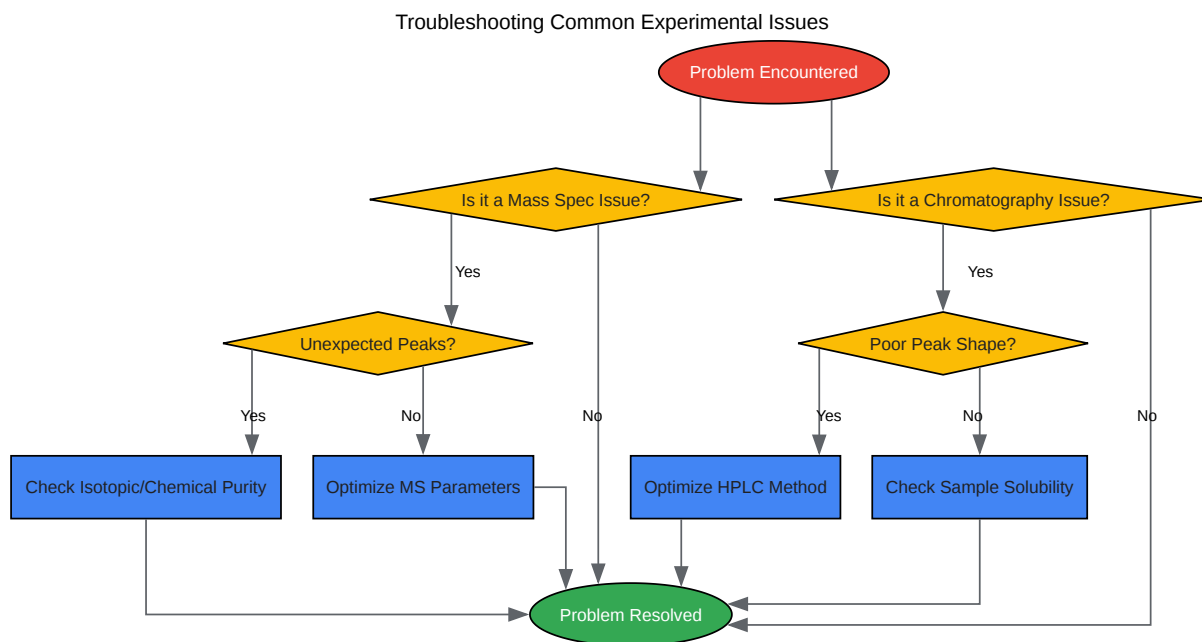 Troubleshooting Common Experimental Issues
Problem Encountered
Is it a Mass Spec Issue?
Is it a Chromatography Issue?
Yes
Yes
Unexpected Peaks?
Poor Peak Shape?
Yes
No
No
Yes
No
No
Check Isotopic/Chemical Purity
Optimize MS Parameters
Optimize HPLC Method
Check Sample Solubility
Problem Resolved